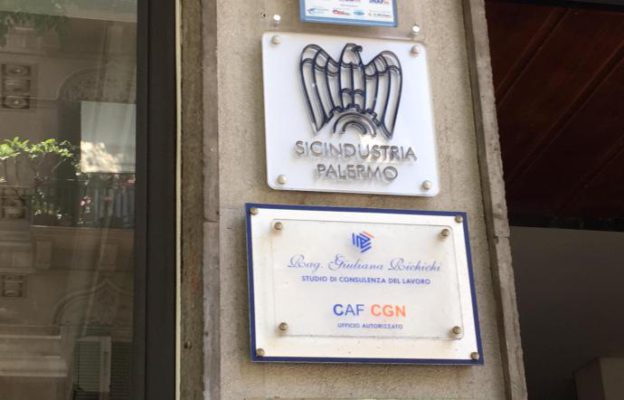 SICINDUSTRIA
PALERMO
Rag. Giuliana Richichi
STUDIO DI CONSULENZA DEL LAVORO
CAF CGN
UFFICIO AUTORIZZATO